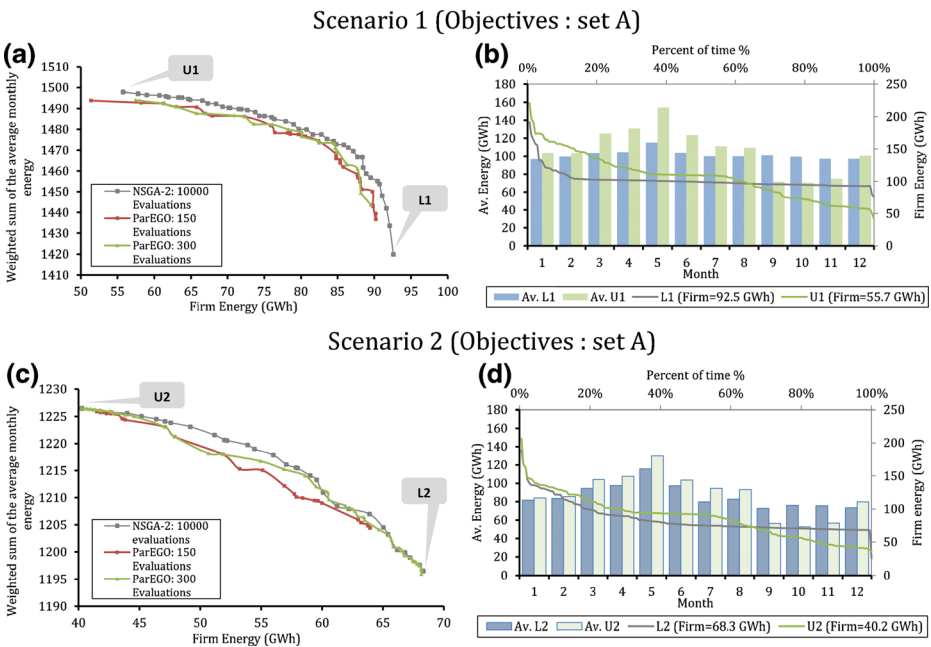 Scenario 1 (Objectives : set A)
(a)
Weighted sum of the average monthly
energy
1510
1500
1490
1480
1470
1460
1450
1440
1430
1420
1410
U1
L1
NSGA-2: 10000
Evaluations
ParEGO: 150
Evaluations
ParEGO: 300
Evaluations
50 55 60 65 70 75 80 85 90 95 100
Firm Energy (GWh)
(b)
Percent of time %
0% 20% 40% 60% 80% 100%
Av. Energy (GWh)
180
160
140
120
100
80
60
40
20
0
250
200
150
100
50
0
Firm Energy (GWh)
1 2 3 4 5 6 7 8 9 10 11 12
Month
Av. L1 Av. U1 L1 (Firm=92.5 GWh) U1 (Firm=55.7 GWh)
Scenario 2 (Objectives : set A)
(c)
Weighted sum of the average monthly
energy
1230
1225
1220
1215
1210
1205
1200
1195
1190
U2
L2
NSGA-2: 10000
evaluations
ParEGO: 150
Evaluations
ParEGO: 300
Evaluations
40 45 50 55 60 65 70
Firm Energy (GWh)
(d)
Percent of time %
0% 20% 40% 60% 80% 100%
Av. Energy (GWh)
180
160
140
120
100
80
60
40
20
0
250
200
150
100
50
0
Firm energy (GWh)
1 2 3 4 5 6 7 8 9 10 11 12
Month
Av. L2 Av. U2 L2 (Firm=68.3 GWh) U2 (Firm=40.2 GWh)